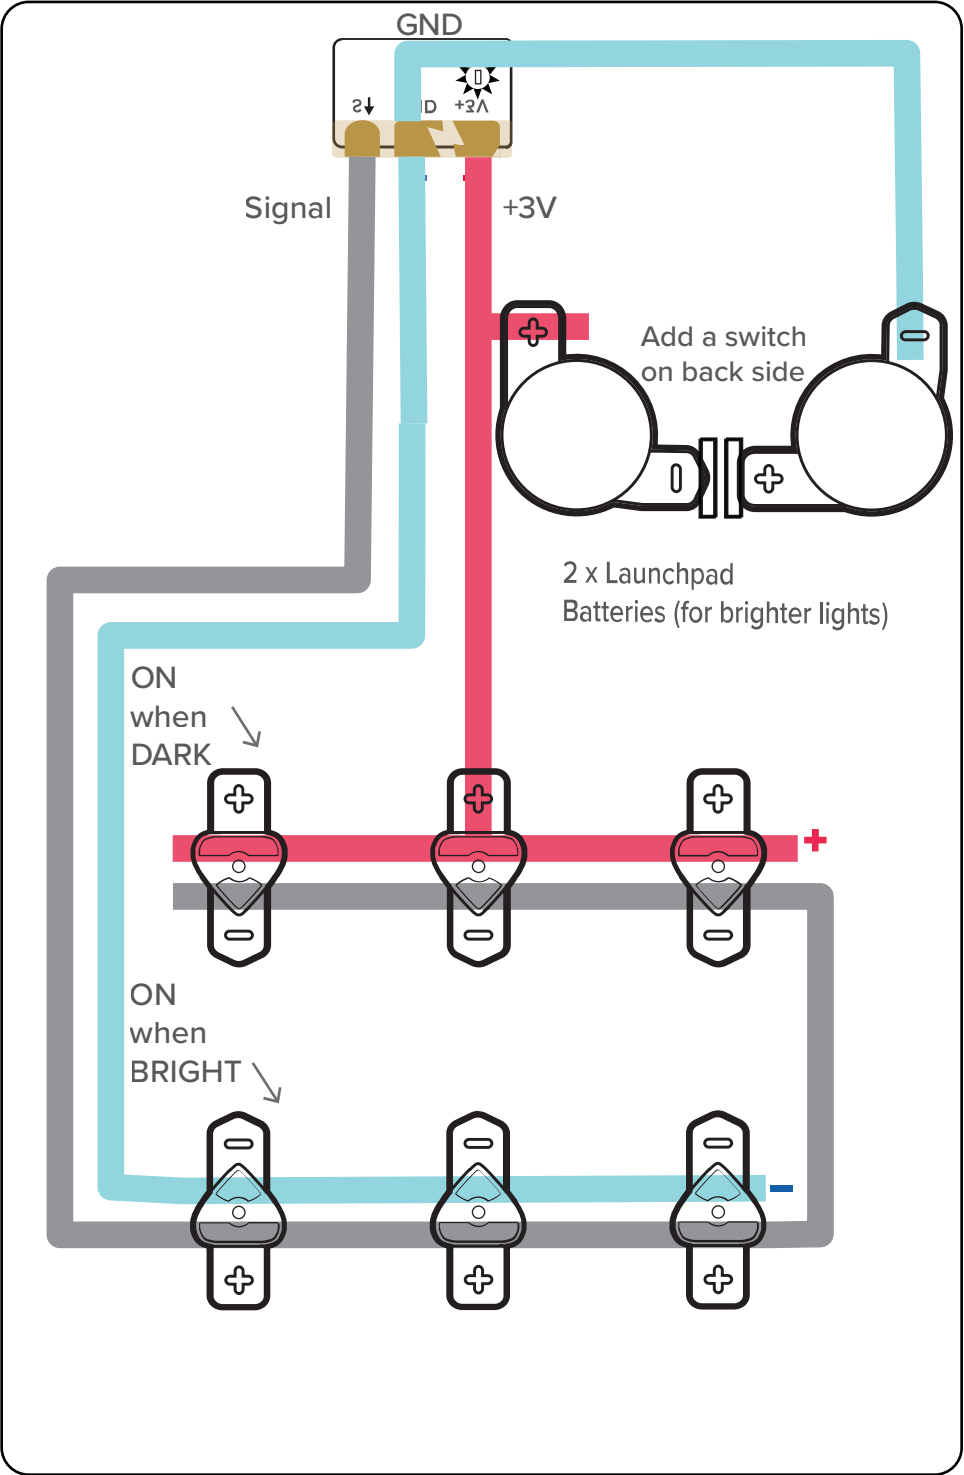 GND
S
D
+3V
Signal
+3V
Add a switch
on back side
2 x Launchpad
Batteries (for brighter lights)
ON
when
DARK
+
ON
when
BRIGHT
-